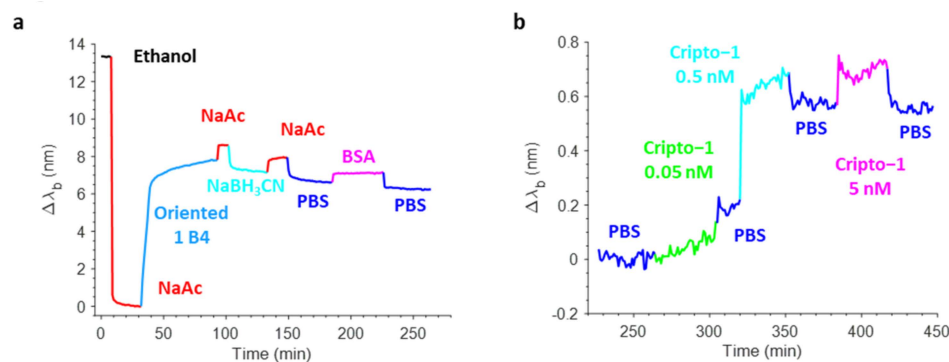 a
14
12
10
8
6
4
2
0
Δ λb (nm)
0
50
100
150
200
250
Time (min)
Ethanol
NaAc
NaAc
BSA
NaBH3CN
PBS
PBS
Oriented
1 B4
NaAc
b
0.8
0.6
0.4
0.2
0
-0.2
Δ λb (nm)
250
300
350
400
450
Time (min)
Cripto–1
0.5 nM
PBS
PBS
Cripto–1
0.05 nM
Cripto–1
5 nM
PBS
PBS